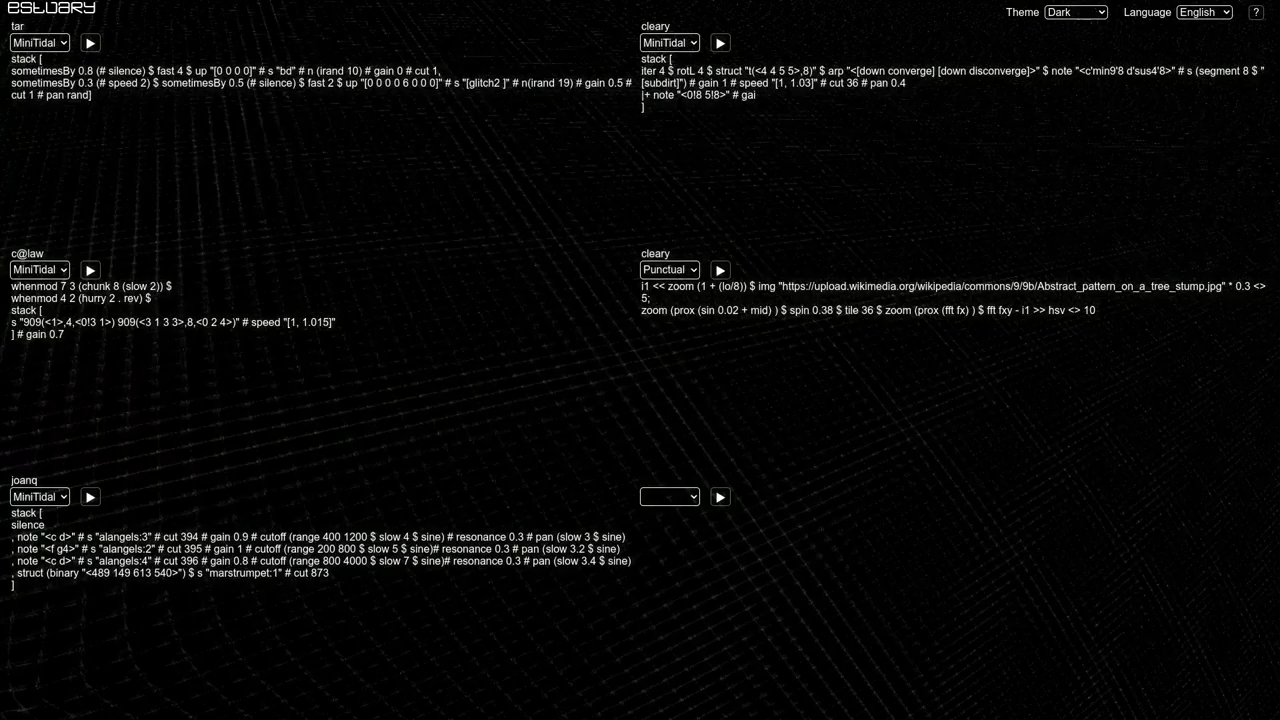 estuary
Theme Dark Language English ?
tar
MiniTidal
stack [
sometimesBy 0.8 (# silence) $ fast 4 $ up "[0 0 0 0]" # s "bd" # n (irand 10) # gain 0 # cut 1,
sometimesBy 0.3 (# speed 2) $ sometimesBy 0.5 (# silence) $ fast 2 $ up "[0 0 0 0 6 0 0 0]" # s "[glitch2 ]" # n(irand 19) # gain 0.5 #
cut 1 # pan rand]
cleary
MiniTidal
stack [
iter 4 $ rotL 4 $ struct "t(<4 4 5 5>,8)" $ arp "<[down converge] [down disconverge]>" $ note "<c'min9'8 d'sus4'8>" # s (segment 8 $ "
[subdirt]") # gain 1 # speed "[1, 1.03]" # cut 36 # pan 0.4
|+ note "<0!8 5!8>" # gai
]
c@law
MiniTidal
whenmod 7 3 (chunk 8 (slow 2)) $
whenmod 4 2 (hurry 2 . rev) $
stack [
s "909(<1>,4,<0!3 1>) 909(<3 1 3 3>,8,<0 2 4>)" # speed "[1, 1.015]"
] # gain 0.7
cleary
Punctual
i1 << zoom (1 + (lo/8)) $ img "https://upload.wikimedia.org/wikipedia/commons/9/9b/Abstract_pattern_on_a_tree_stump.jpg" * 0.3 <>
5;
zoom (prox (sin 0.02 + mid) ) $ spin 0.38 $ tile 36 $ zoom (prox (fft fx) ) $ fft fxy - i1 >> hsv <> 10
joanq
MiniTidal
stack [
silence
, note "<c d>" # s "alangels:3" # cut 394 # gain 0.9 # cutoff (range 400 1200 $ slow 4 $ sine) # resonance 0.3 # pan (slow 3 $ sine)
, note "<f g4>" # s "alangels:2" # cut 395 # gain 1 # cutoff (range 200 800 $ slow 5 $ sine)# resonance 0.3 # pan (slow 3.2 $ sine)
, note "<c d>" # s "alangels:4" # cut 396 # gain 0.8 # cutoff (range 800 4000 $ slow 7 $ sine)# resonance 0.3 # pan (slow 3.4 $ sine)
, struct (binary "<489 149 613 540>") $ s "marstrumpet:1" # cut 873
]